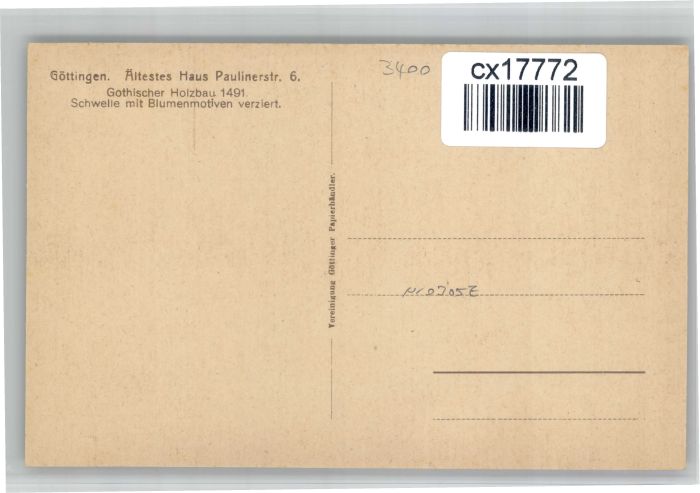 Göttingen. Ältestes Haus Paulinerstr. 6.
Gothischer Holzbau 1491.
Schwelle mit Blumenmotiven verziert.
3400
cx17772
Vereinigung Göttinger Papierhändler.